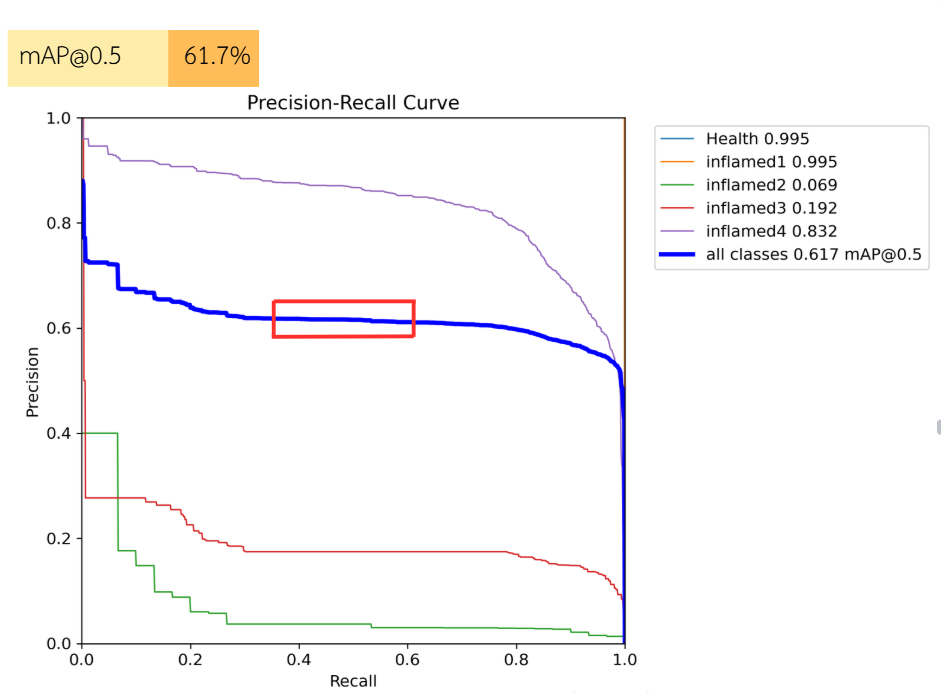 mAP@0.5 61.7%
Precision-Recall Curve
1.0
0.8
0.6
0.4
0.2
0.0
Precision
0.0 0.2 0.4 0.6 0.8 1.0
Recall
Health 0.995
inflamed1 0.995
inflamed2 0.069
inflamed3 0.192
inflamed4 0.832
all classes 0.617 mAP@0.5